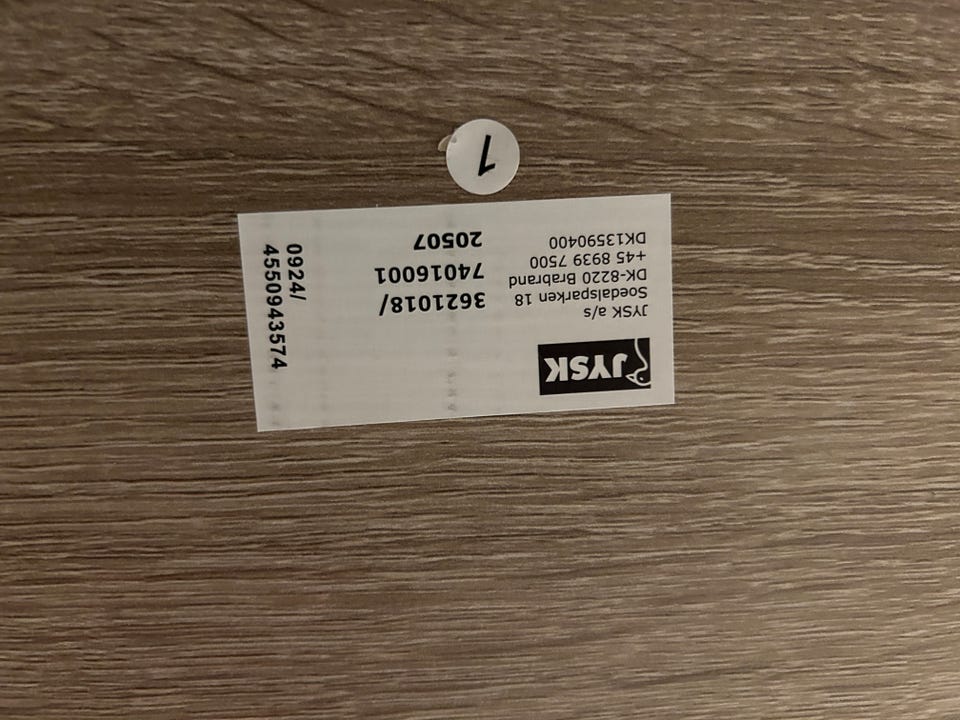 JYSK
JYSK a/s
Soedalsparken 18
DK-8220 Brabrand
+45 8939 7500
DK13590400
3621018/
74016001
20507
0924/
4550943574
1